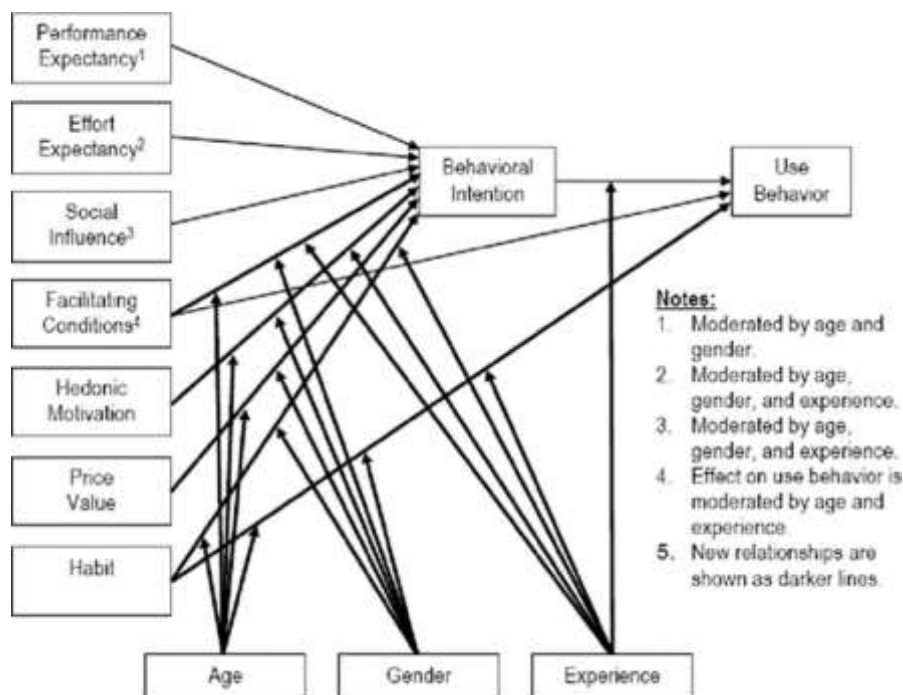 Performance
Expectancy¹
Effort
Expectancy²
Social
Influence³
Facilitating
Conditions⁴
Hedonic
Motivation
Price
Value
Habit
Behavioral
Intention
Use
Behavior
Notes:
1. Moderated by age and
gender.
2. Moderated by age,
gender, and experience.
3. Moderated by age,
gender, and experience.
4. Effect on use behavior is
moderated by age and
experience.
5. New relationships are
shown as darker lines.
Age
Gender
Experience